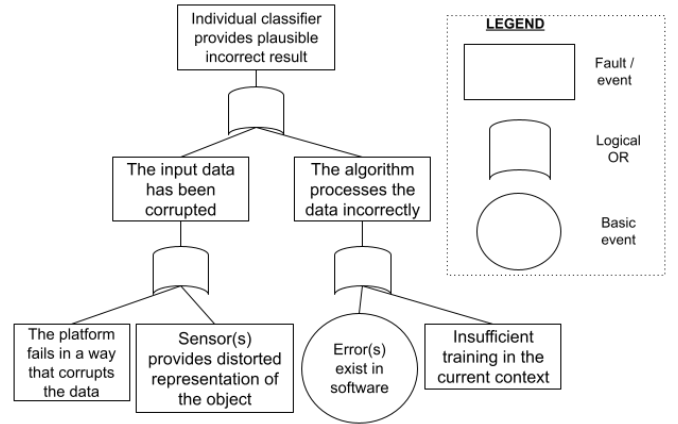 Individual classifier
provides plausible
incorrect result
LEGEND
Fault /
event
Logical
OR
Basic
event
The input data
has been
corrupted
The algorithm
processes the
data incorrectly
The platform
fails in a way
that corrupts
the data
Sensor(s)
provides distorted
representation of
the object
Error(s)
exist in
software
Insufficient
training in the
current context